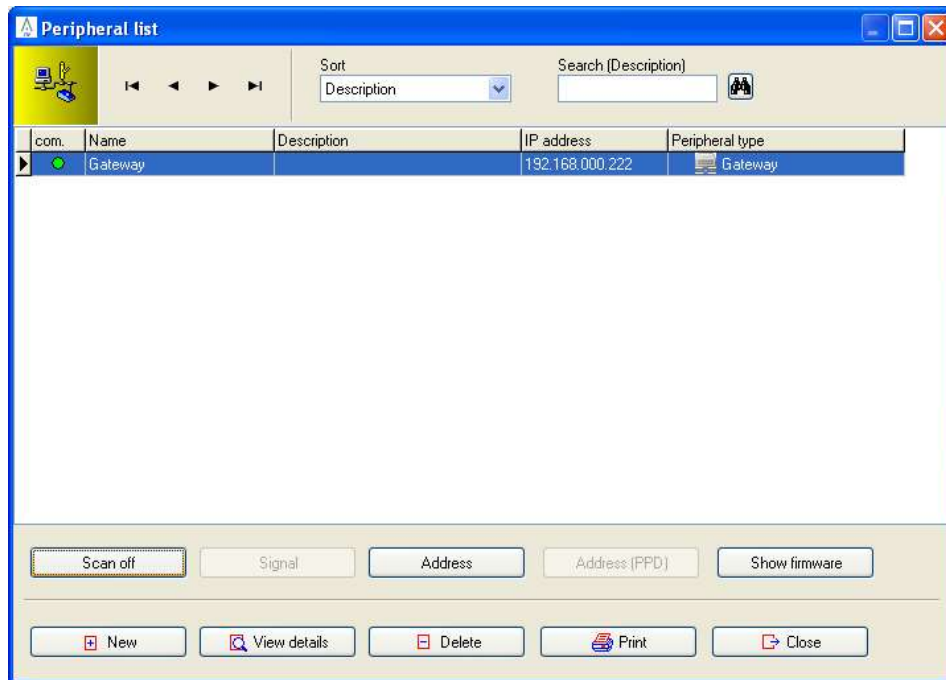 Peripheral list
Sort
Search (Description)
Description
com. Name Description IP address Peripheral type
Gateway 192.168.000.222 Gateway
Scan off Signal Address Address (PPD) Show firmware
New View details Delete Print Close